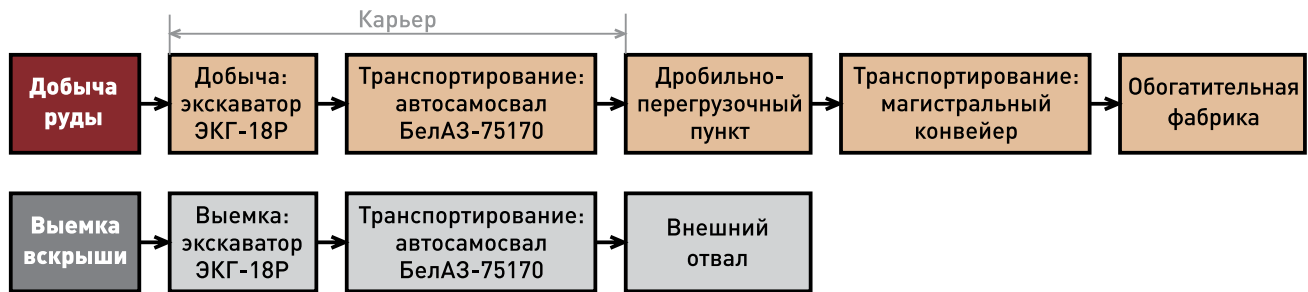 Карьер
Добыча
руды
Добыча:
экскаватор
ЭКГ-18Р
Транспортирование:
автосамосвал
БелАЗ-75170
Дробильно-
перегрузочный
пункт
Транспортирование:
магистральный
конвейер
Обогатительная
фабрика
Выемка
вскрыши
Выемка:
экскаватор
ЭКГ-18Р
Транспортирование:
автосамосвал
БелАЗ-75170
Внешний
отвал